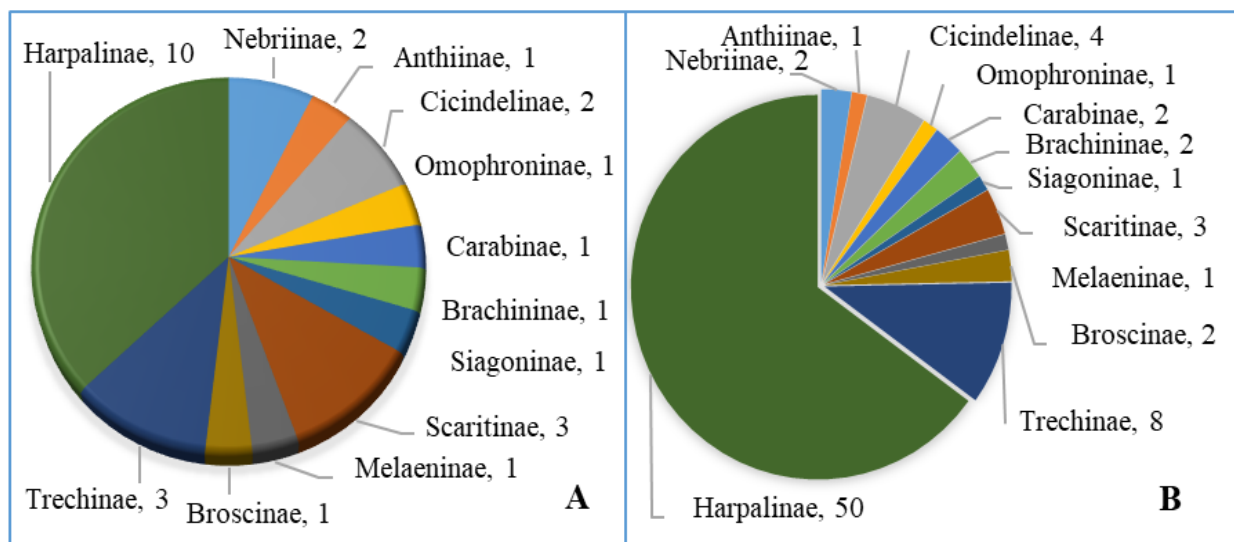 Harpalinae, 10
Nebriinae, 2
Anthiinae, 1
Cicindelinae, 2
Omophroninae, 1
Carabinae, 1
Brachininae, 1
Siagoninae, 1
Scaritinae, 3
Melaeninae, 1
Broscinae, 1
Trechinae, 3
A
Anthiinae, 1
Nebriinae, 2
Cicindelinae, 4
Omophroninae, 1
Carabinae, 2
Brachininae, 2
Siagoninae, 1
Scaritinae, 3
Melaeninae, 1
Broscinae, 2
Trechinae, 8
Harpalinae, 50
B